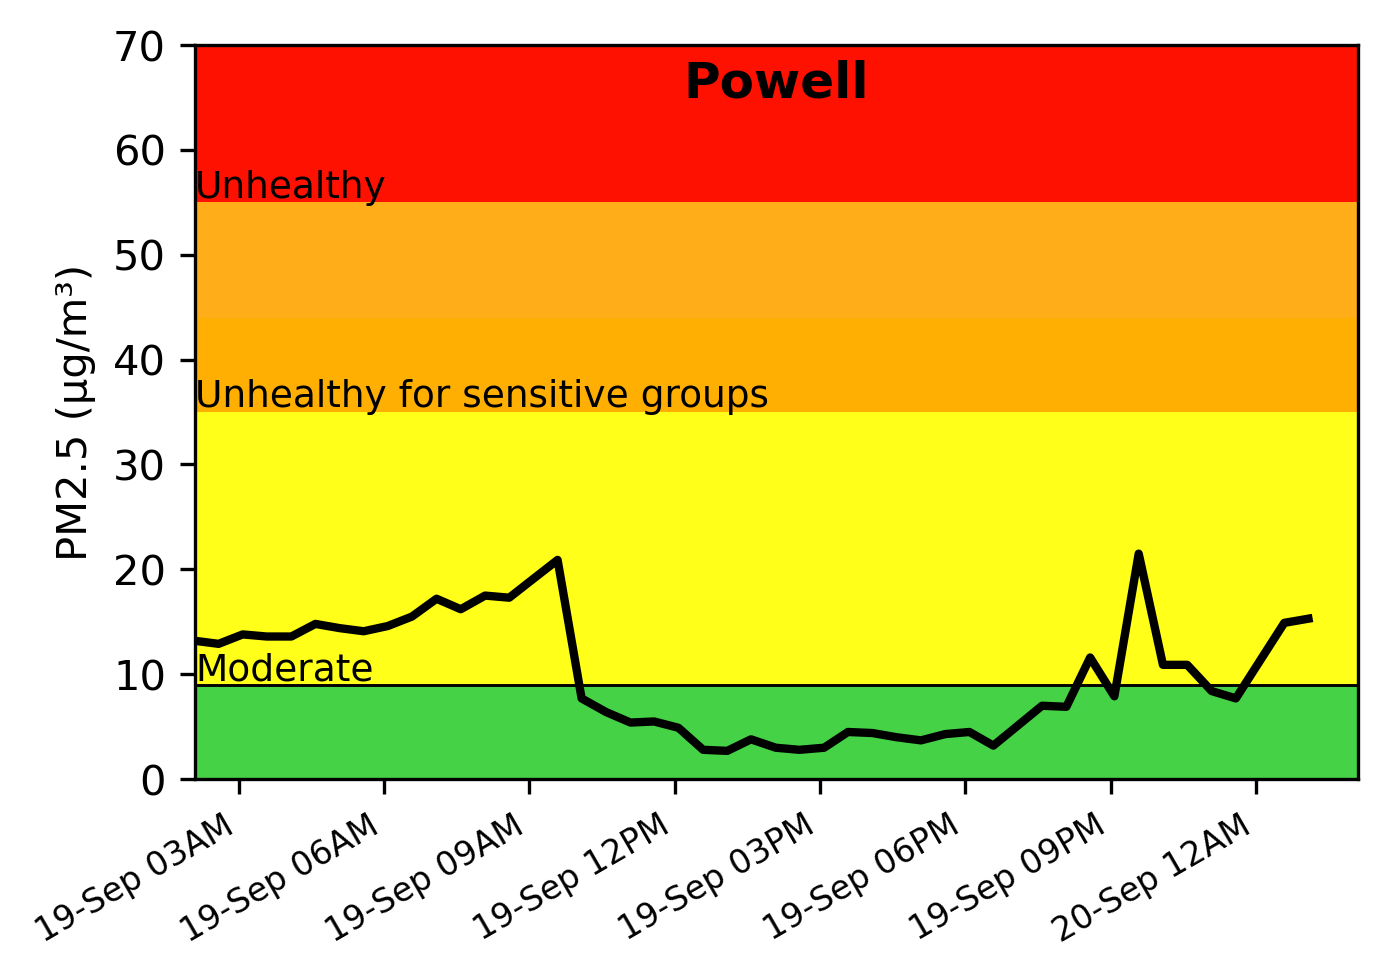 Powell
PM2.5 (µg/m³)
70
60
50
40
30
20
10
0
Unhealthy
Unhealthy for sensitive groups
Moderate
19-Sep 03AM
19-Sep 06AM
19-Sep 09AM
19-Sep 12PM
19-Sep 03PM
19-Sep 06PM
19-Sep 09PM
20-Sep 12AM